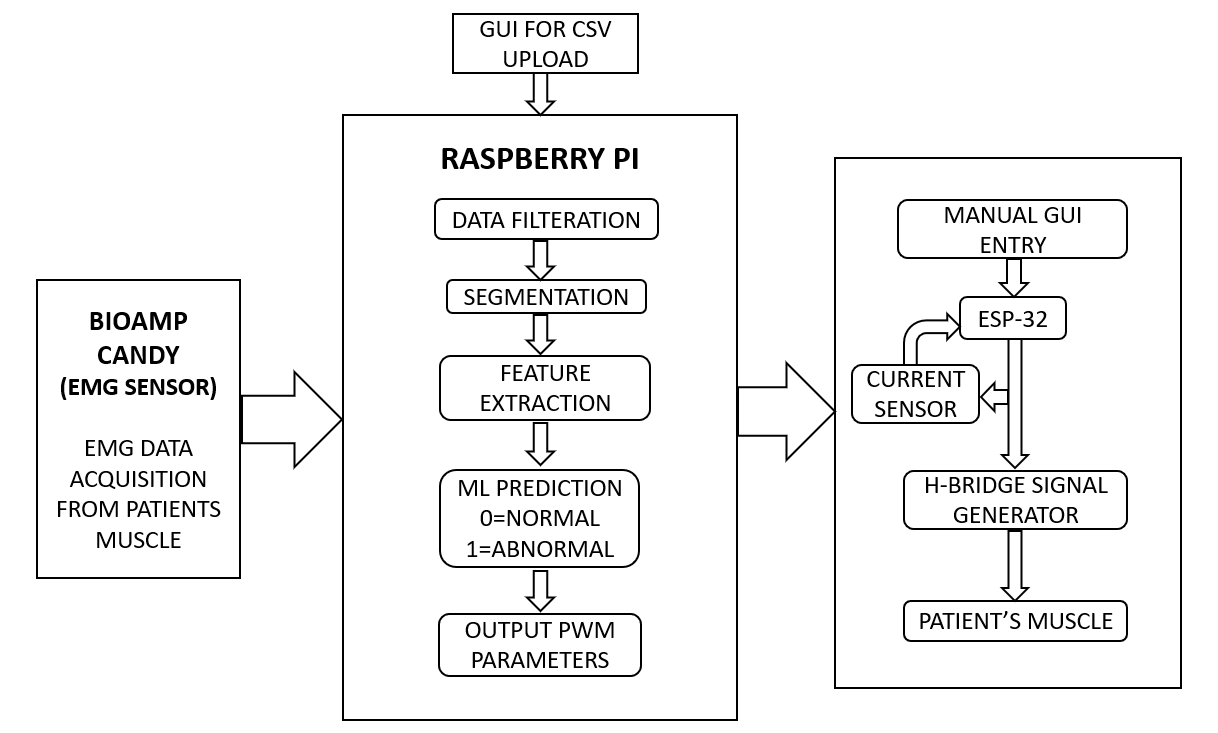 GUI FOR CSV
UPLOAD
RASPBERRY PI
DATA FILTERATION
SEGMENTATION
FEATURE
EXTRACTION
ML PREDICTION
0=NORMAL
1=ABNORMAL
OUTPUT PWM
PARAMETERS
BIOAMP
CANDY
(EMG SENSOR)
EMG DATA
ACQUISITION
FROM PATIENTS
MUSCLE
MANUAL GUI
ENTRY
ESP-32
CURRENT
SENSOR
H-BRIDGE SIGNAL
GENERATOR
PATIENT’S MUSCLE